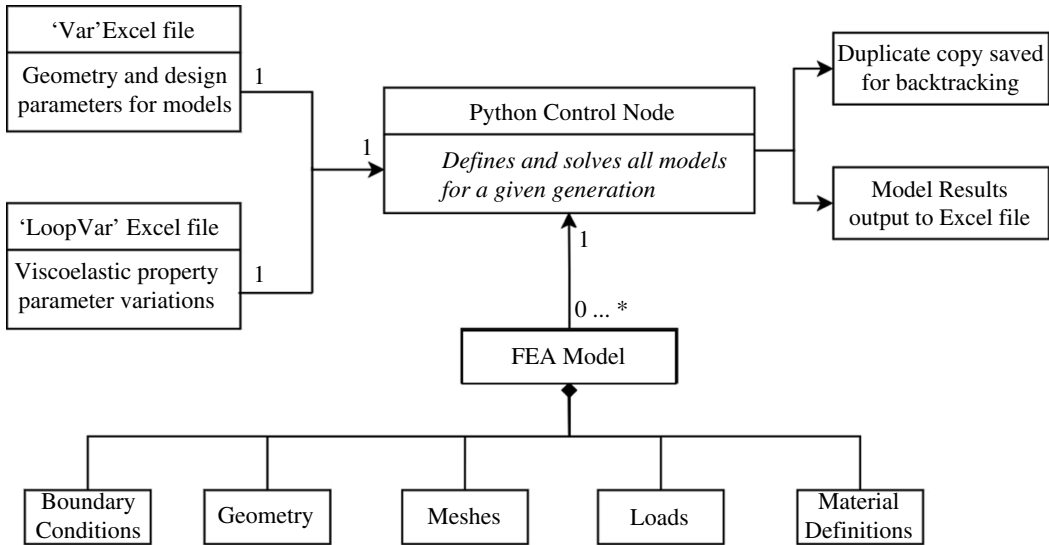 ‘Var’Excel file
Geometry and design
parameters for models
1
‘LoopVar’ Excel file
Viscoelastic property
parameter variations
1
1
Python Control Node
Defines and solves all models
for a given generation
Duplicate copy saved
for backtracking
Model Results
output to Excel file
1
0 ... *
FEA Model
Boundary
Conditions
Geometry
Meshes
Loads
Material
Definitions